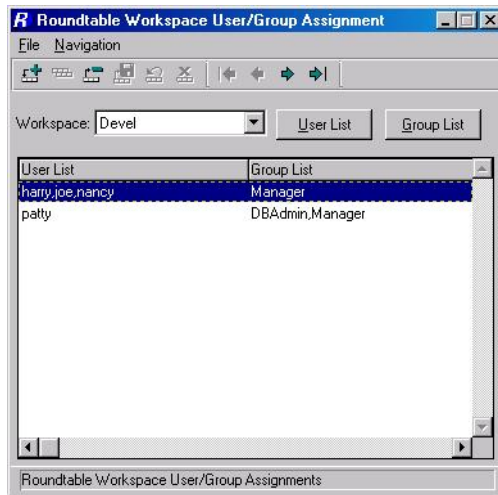 R Roundtable Workspace User/Group Assignment
File Navigation
Workspace: Devel User List Group List
User List Group List
harry,joe,nancy Manager
patty DBAdmin,Manager
Roundtable Workspace User/Group Assignments